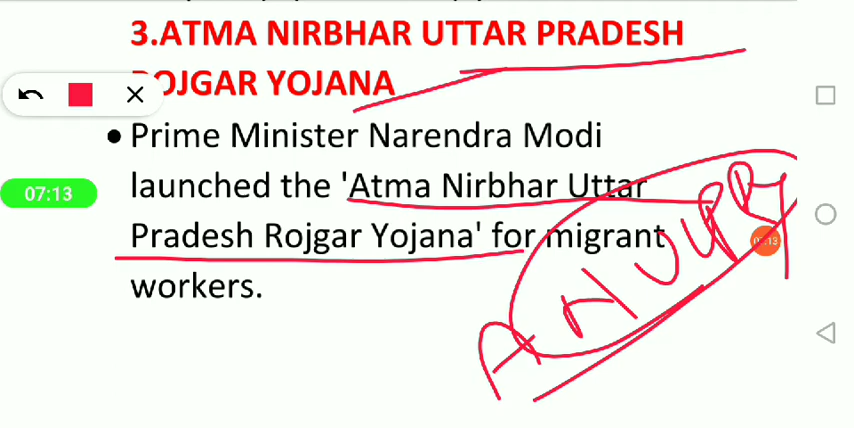 3.ATMA NIRBHAR UTTAR PRADESH
ROJGAR YOJANA
• Prime Minister Narendra Modi
launched the 'Atma Nirbhar Uttar
07:13
Pradesh Rojgar Yojana' for migrant
workers.